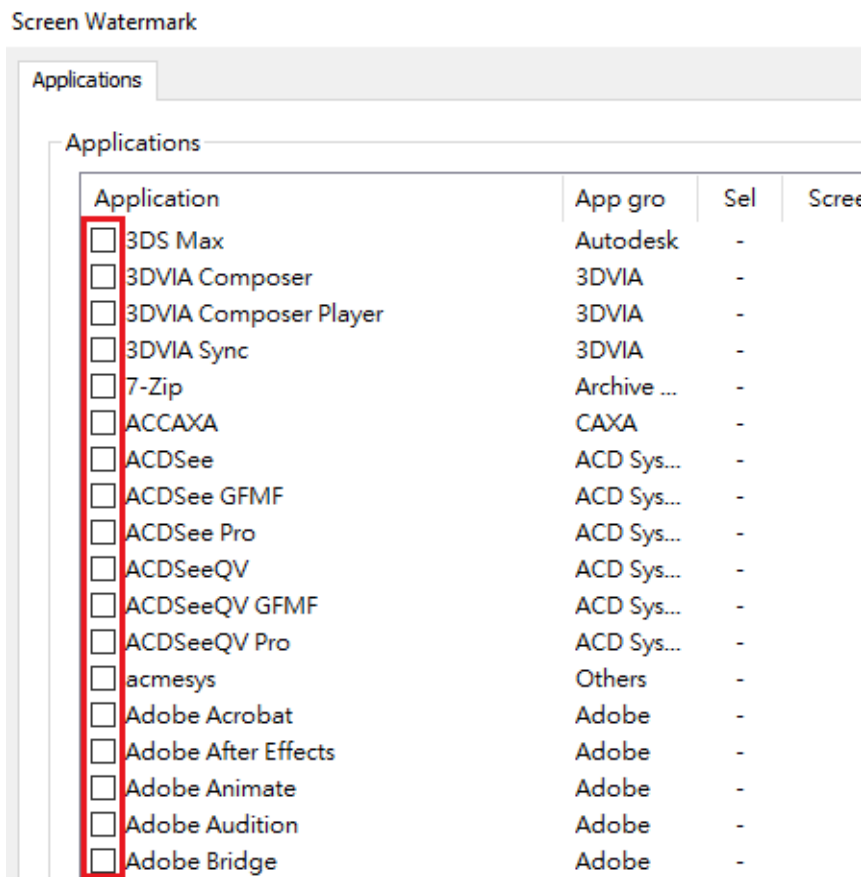 Screen Watermark
Applications
Applications
Application App gro Sel Scree
3DS Max Autodesk -
3DVIA Composer 3DVIA -
3DVIA Composer Player 3DVIA -
3DVIA Sync 3DVIA -
7-Zip Archive ... -
ACCAXA CAXA -
ACDSee ACD Sys... -
ACDSee GFMF ACD Sys... -
ACDSee Pro ACD Sys... -
ACDSeeQV ACD Sys... -
ACDSeeQV GFMF ACD Sys... -
ACDSeeQV Pro ACD Sys... -
acmesys Others -
Adobe Acrobat Adobe -
Adobe After Effects Adobe -
Adobe Animate Adobe -
Adobe Audition Adobe -
Adobe Bridge Adobe -